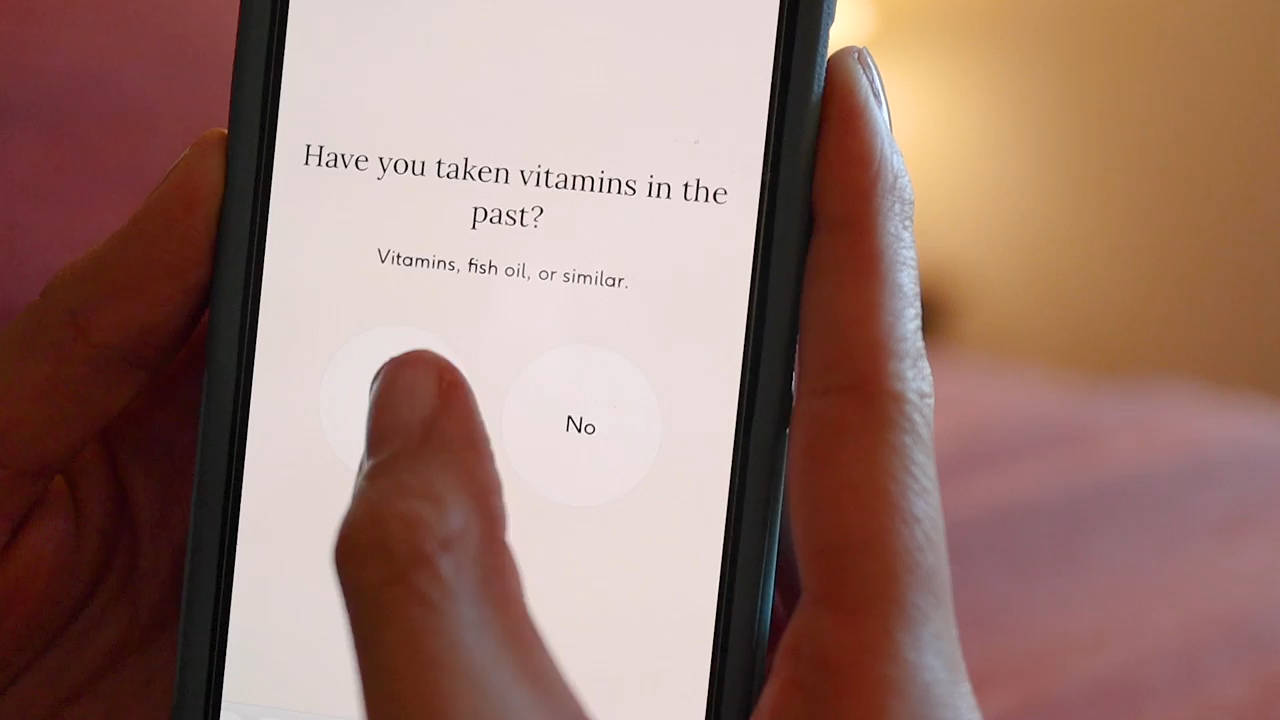 Have you taken vitamins in the
past?
Vitamins, fish oil, or similar.
No